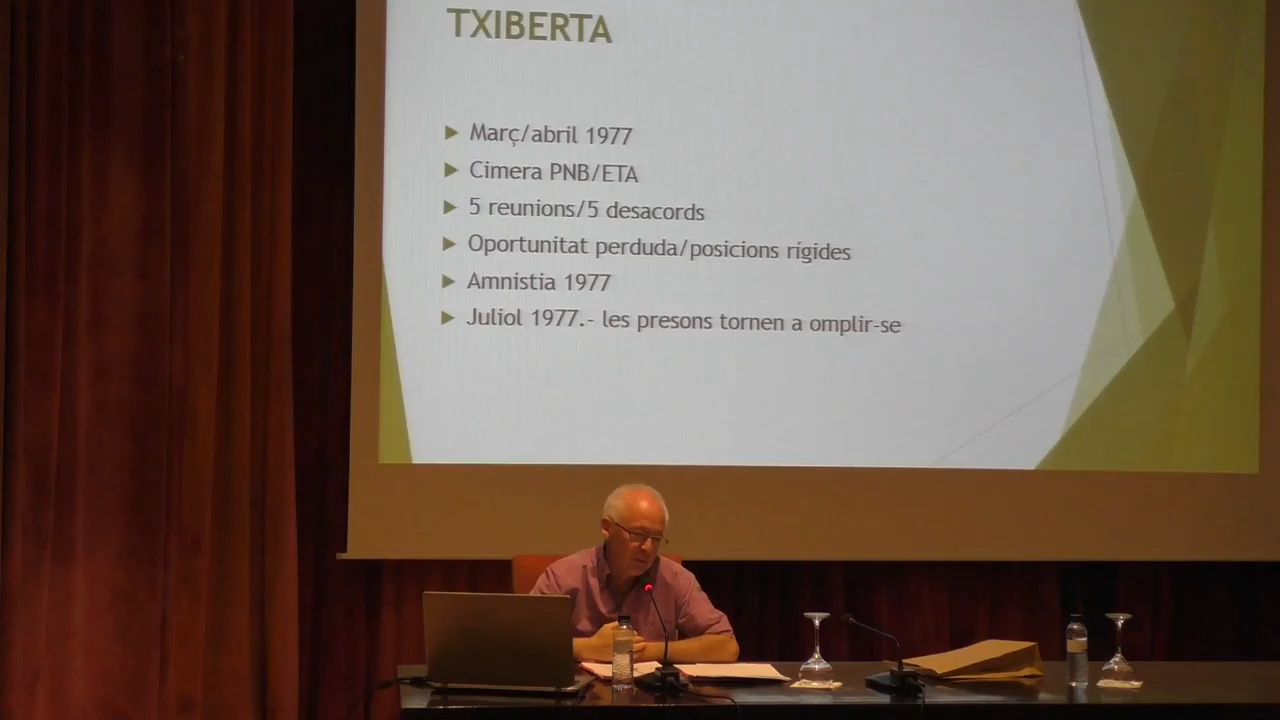 TXIBERTA
Març/abril 1977
Cimera PNB/ETA
5 reunions/5 desacords
Oportunitat perduda/posicions rígides
Amnistia 1977
Juliol 1977.- les presons tornen a omplir-se